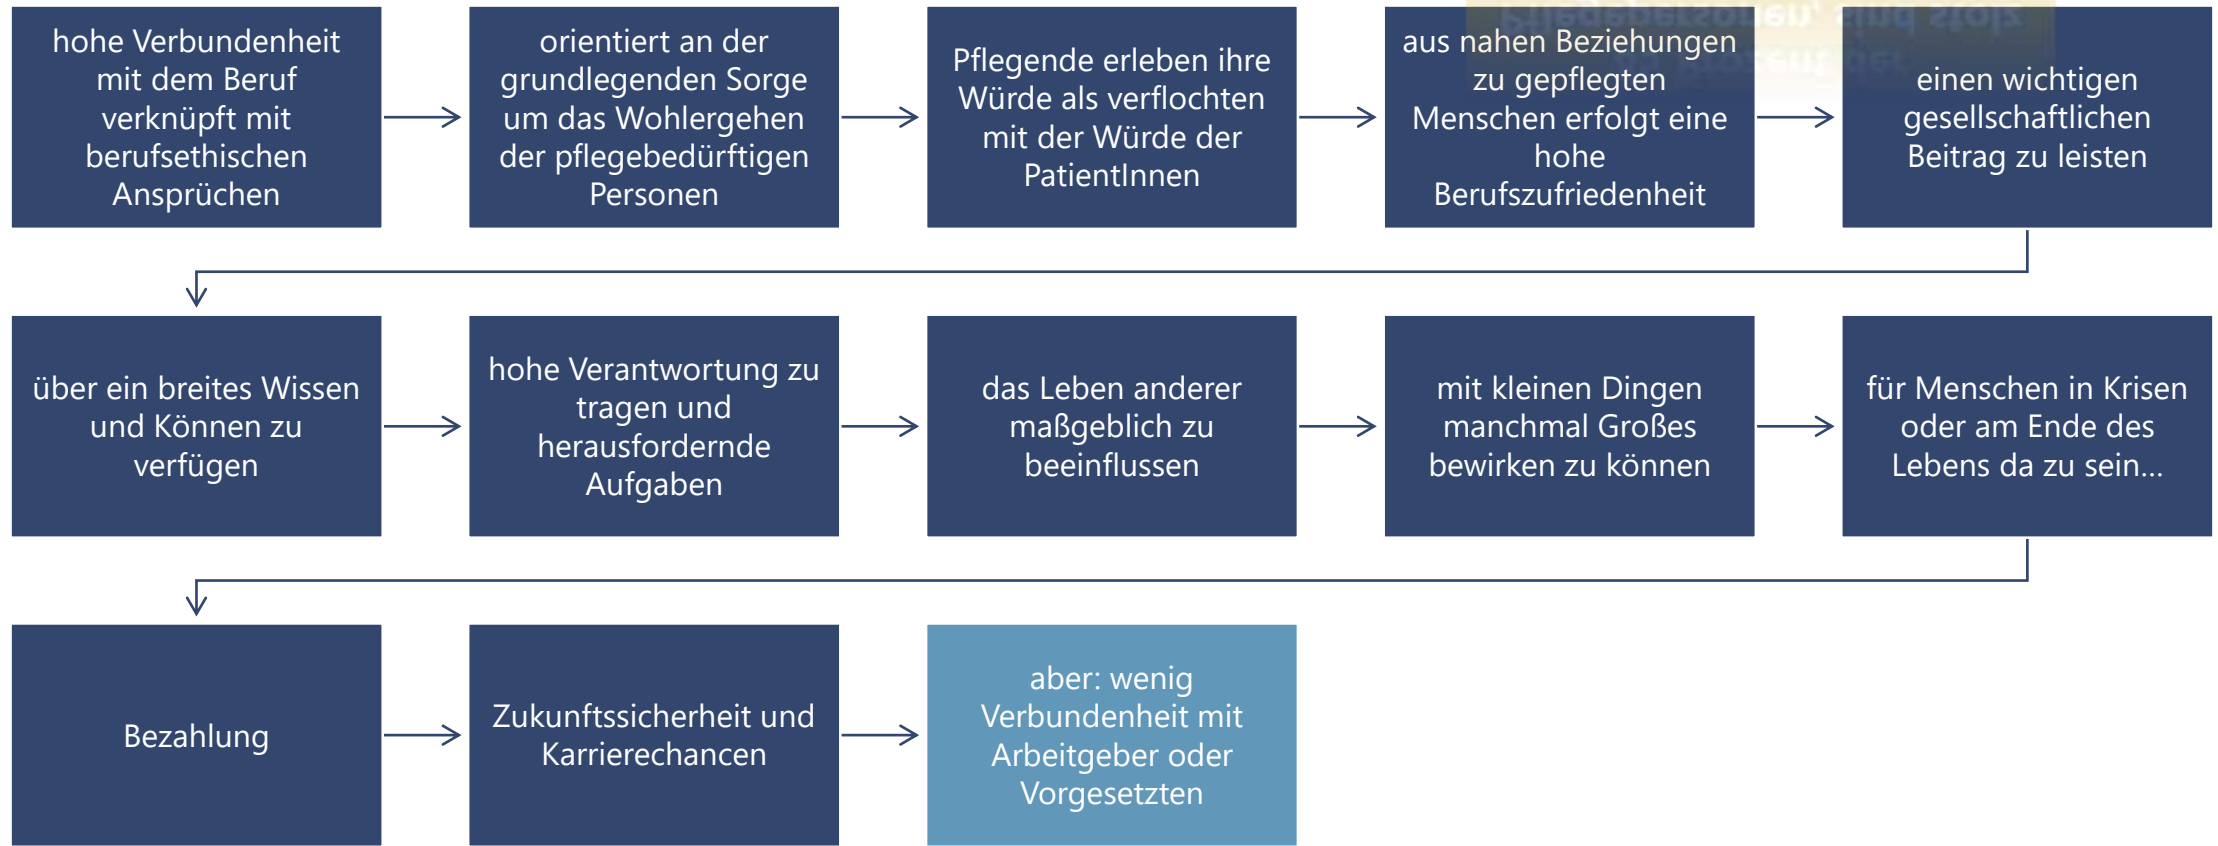 Pflegepersonen, sind stolz
Prozent der
hohe Verbundenheit
mit dem Beruf
verknüpft mit
berufsethischen
Ansprüchen
orientiert an der
grundlegenden Sorge
um das Wohlergehen
der pflegebedürftigen
Personen
Pflegende erleben ihre
Würde als verflochten
mit der Würde der
PatientInnen
aus nahen Beziehungen
zu gepflegten
Menschen erfolgt eine
hohe
Berufszufriedenheit
einen wichtigen
gesellschaftlichen
Beitrag zu leisten
über ein breites Wissen
und Können zu
verfügen
hohe Verantwortung zu
tragen und
herausfordernde
Aufgaben
das Leben anderer
maßgeblich zu
beeinflussen
mit kleinen Dingen
manchmal Großes
bewirken zu können
für Menschen in Krisen
oder am Ende des
Lebens da zu sein...
Bezahlung
Zukunftssicherheit und
Karrierechancen
aber: wenig
Verbundenheit mit
Arbeitgeber oder
Vorgesetzten